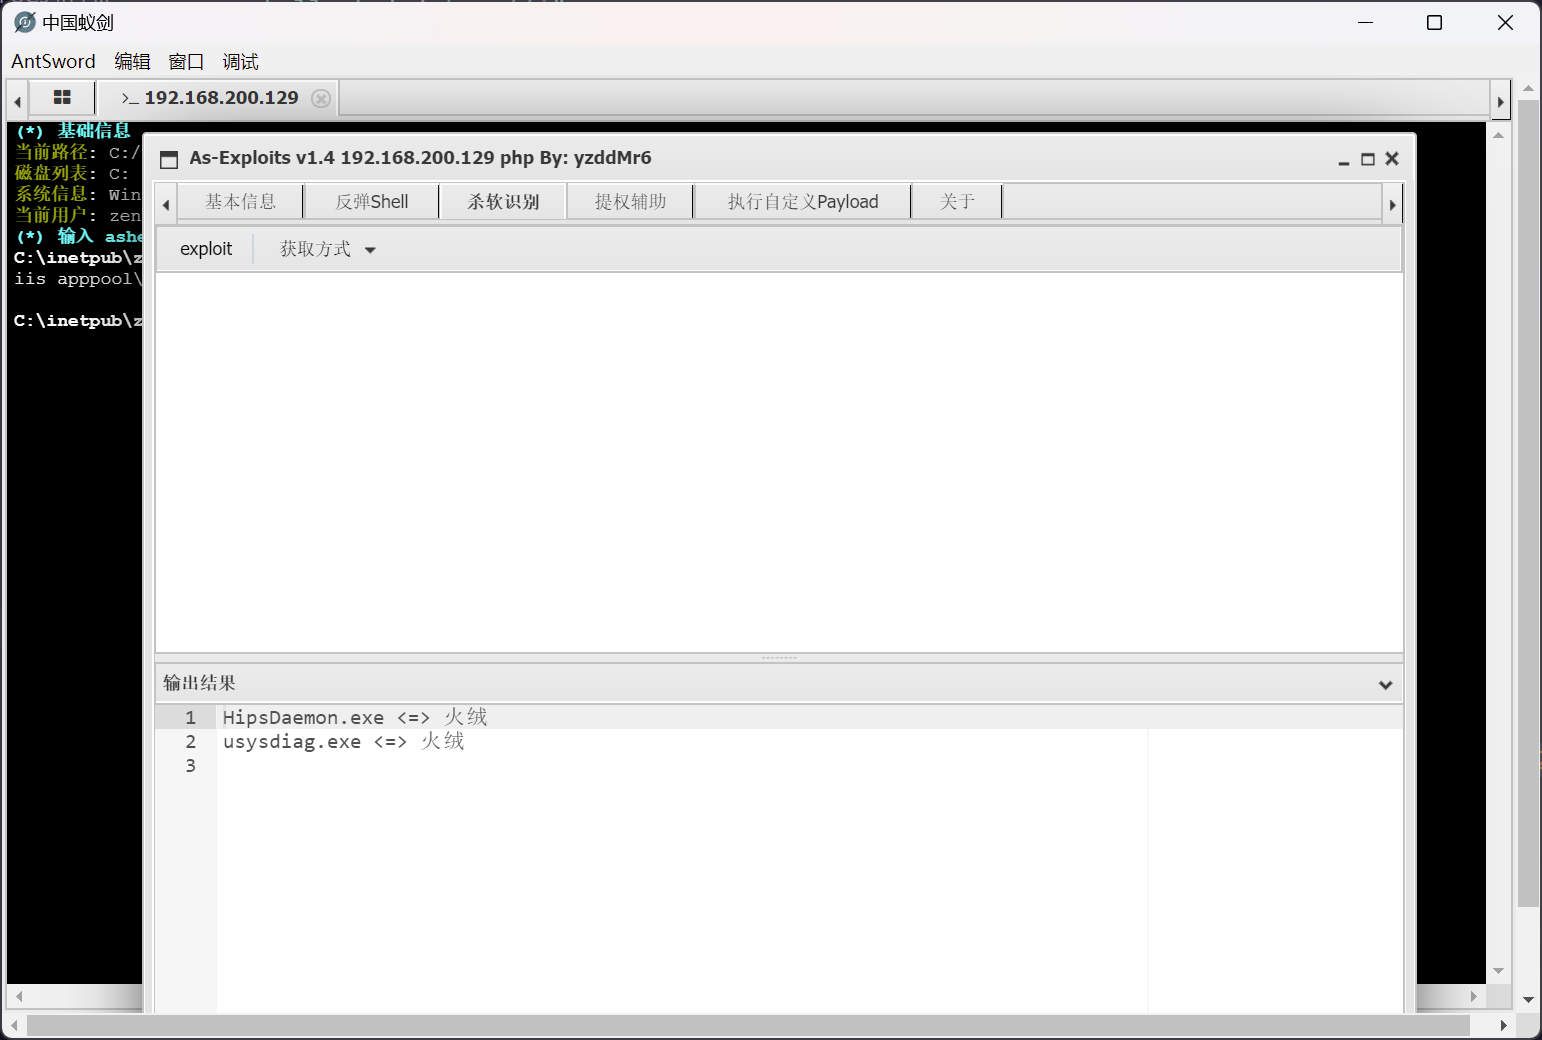 中国蚁剑
AntSword 编辑 窗口 调试
>_ 192.168.200.129
(*) 基础信息
当前路径: C:/
磁盘列表: C:
系统信息: Win
当前用户: zen
(*) 输入 ashe
C:\inetpub\z
iis apppool\
C:\inetpub\z
As-Exploits v1.4 192.168.200.129 php By: yzddMr6
基本信息 反弹Shell 杀软识别 提权辅助 执行自定义Payload 关于
exploit 获取方式
输出结果
1 HipsDaemon.exe <=> 火绒
2 usysdiag.exe <=> 火绒
3